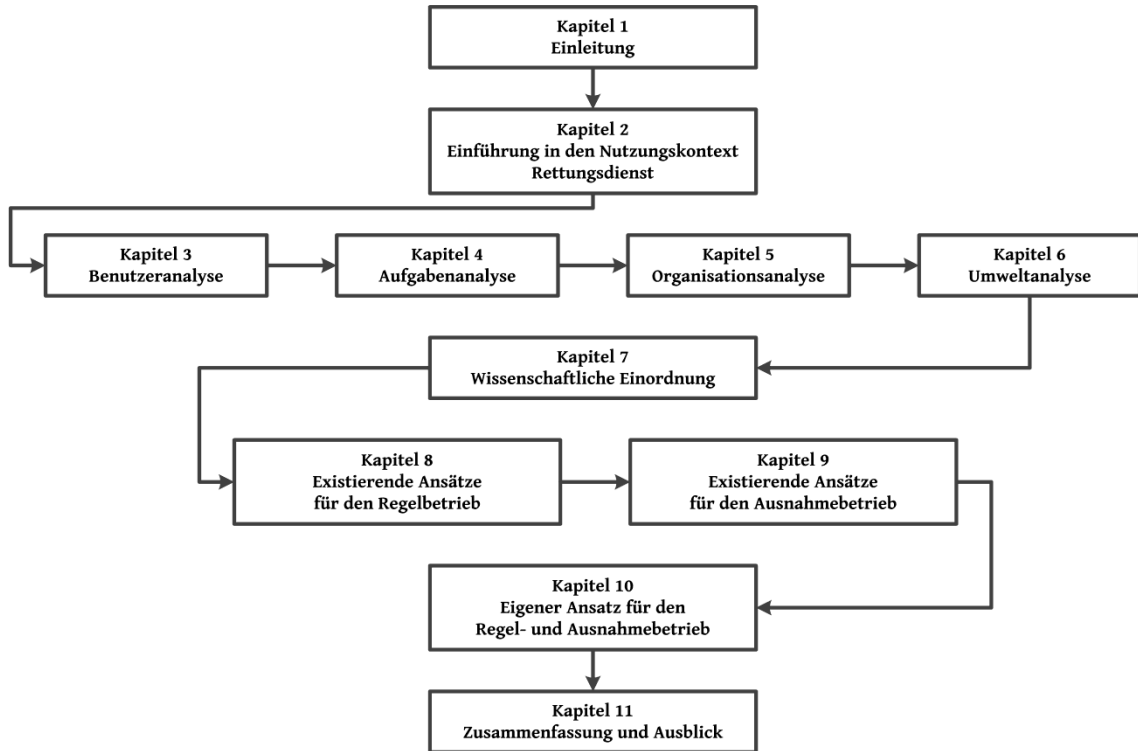 Kapitel 1
Einleitung
Kapitel 2
Einführung in den Nutzungskontext
Rettungsdienst
Kapitel 3
Benutzeranalyse
Kapitel 4
Aufgabenanalyse
Kapitel 5
Organisationsanalyse
Kapitel 6
Umweltanalyse
Kapitel 7
Wissenschaftliche Einordnung
Kapitel 8
Existierende Ansätze
für den Regelbetrieb
Kapitel 9
Existierende Ansätze
für den Ausnahmebetrieb
Kapitel 10
Eigener Ansatz für den
Regel- und Ausnahmebetrieb
Kapitel 11
Zusammenfassung und Ausblick